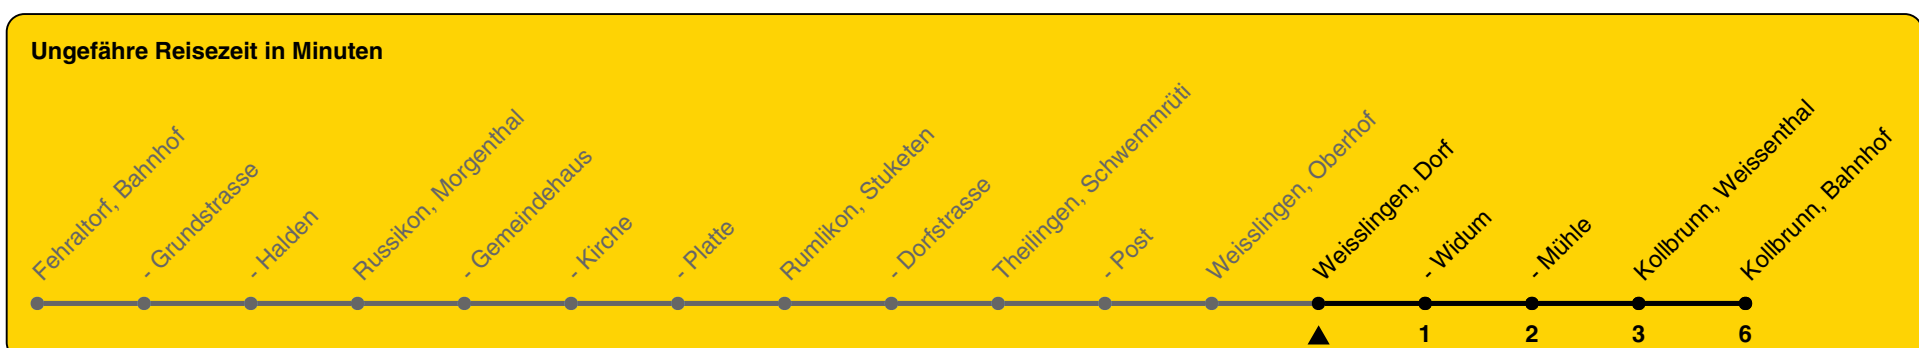 Ungefähre Reisezeit in Minuten
Fehraltorf, Bahnhof
- Grundstrasse
- Halden
Russikon, Morgenthal
- Gemeindehaus
- Kirche
- Platte
Rumlikon, Stuketen
- Dorfstrasse
Theilingen, Schwemmrüti
- Post
Weisslingen, Oberhof
Weisslingen, Dorf
- Widum
- Mühle
Kollbrunn, Weissenthal
Kollbrunn, Bahnhof
1 2 3 6